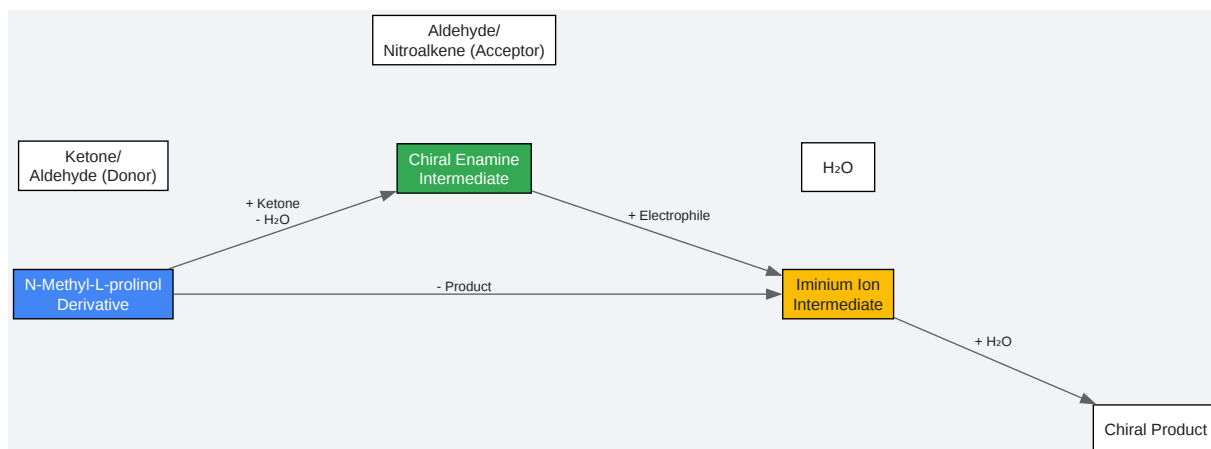 Aldehyde/
Nitroalkene (Acceptor)
Ketone/
Aldehyde (Donor)
Chiral Enamine
Intermediate
H₂O
+ Ketone
- H₂O
+ Electrophile
N-Methyl-L-prolinol
Derivative
- Product
Iminium Ion
Intermediate
+ H₂O
Chiral Product